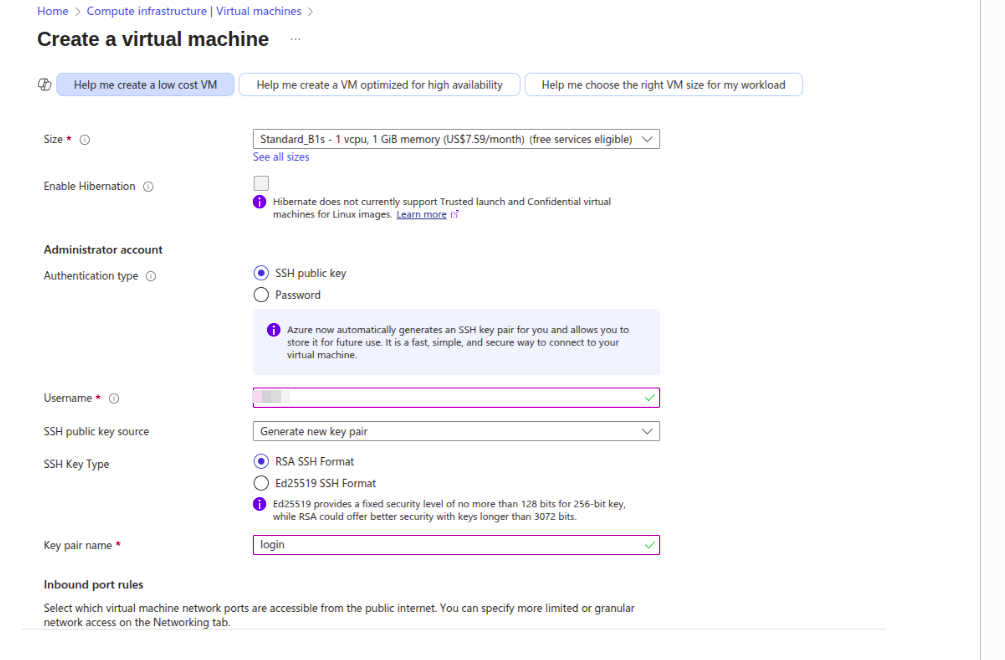 Home > Compute infrastructure | Virtual machines >
Create a virtual machine ...
Help me create a low cost VM
Help me create a VM optimized for high availability
Help me choose the right VM size for my workload
Size *
Standard_B1s - 1 vcpu, 1 GiB memory (US$7.59/month) (free services eligible)
See all sizes
Enable Hibernation
Hibernate does not currently support Trusted launch and Confidential virtual
machines for Linux images. Learn more
Administrator account
Authentication type
SSH public key
Password
Azure now automatically generates an SSH key pair for you and allows you to
store it for future use. It is a fast, simple, and secure way to connect to your
virtual machine.
Username *
SSH public key source
Generate new key pair
SSH Key Type
RSA SSH Format
Ed25519 SSH Format
Ed25519 provides a fixed security level of no more than 128 bits for 256-bit key,
while RSA could offer better security with keys longer than 3072 bits.
Key pair name *
login
Inbound port rules
Select which virtual machine network ports are accessible from the public internet. You can specify more limited or granular
network access on the Networking tab.